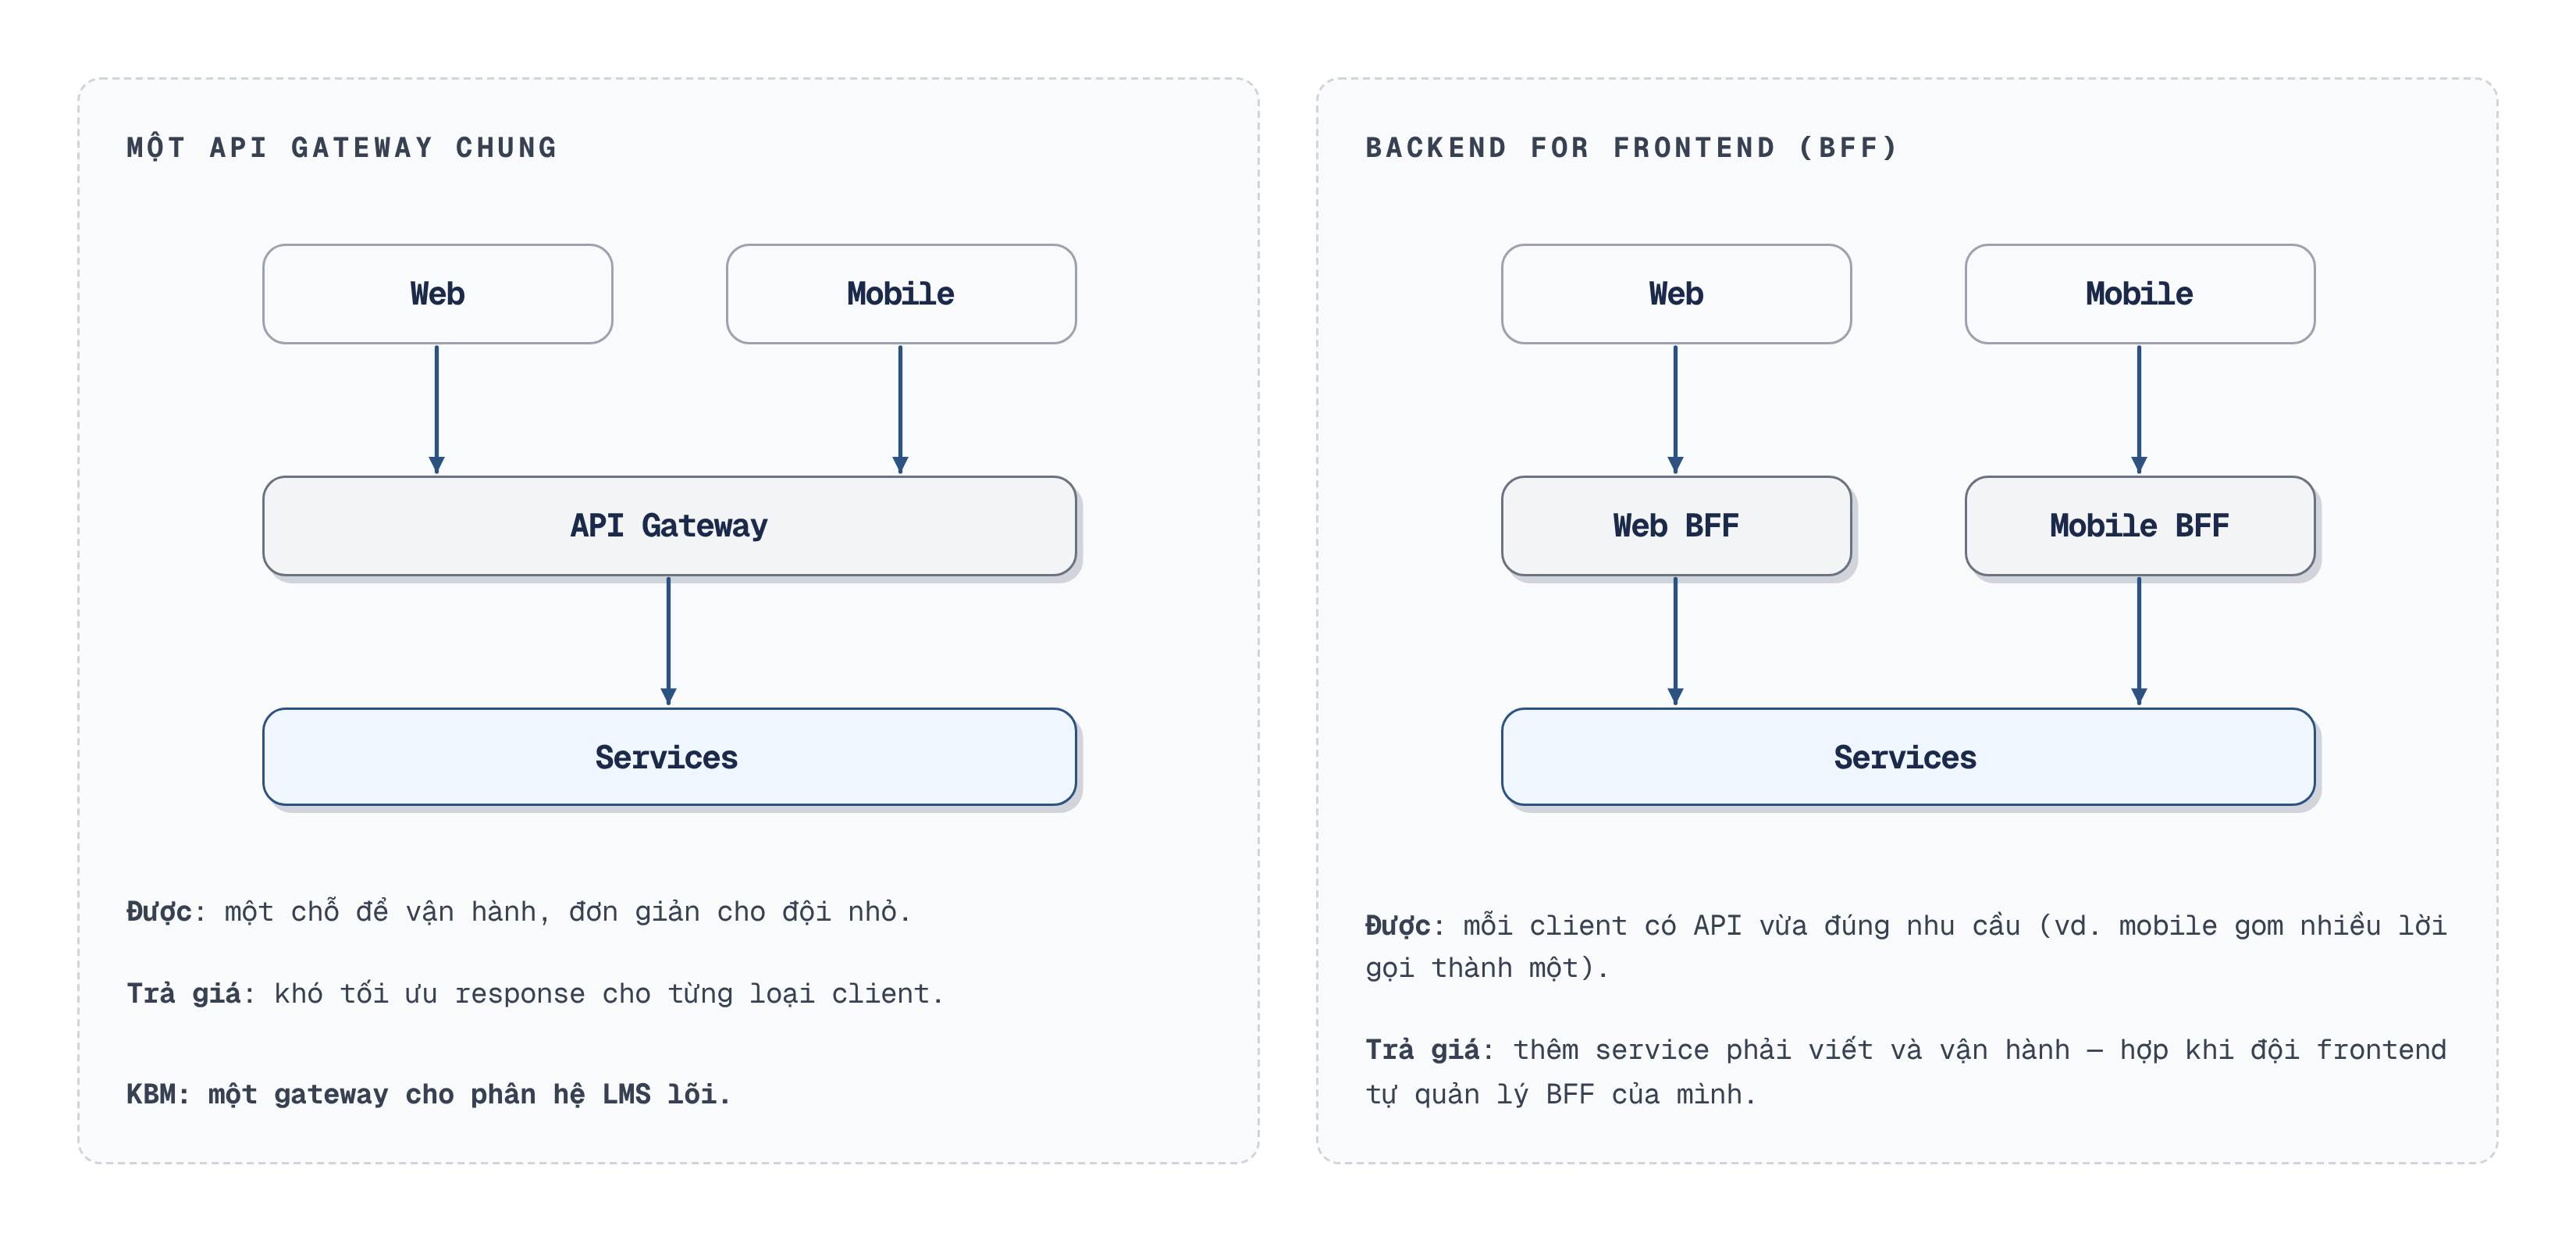 MỘT API GATEWAY CHUNG
Web
Mobile
API Gateway
Services
Được: một chỗ để vận hành, đơn giản cho đội nhỏ.
Trả giá: khó tối ưu response cho từng loại client.
KBM: một gateway cho phân hệ LMS lõi.
BACKEND FOR FRONTEND (BFF)
Web
Mobile
Web BFF
Mobile BFF
Services
Được: mỗi client có API vừa đúng nhu cầu (vd. mobile gom nhiều lời
gọi thành một).
Trả giá: thêm service phải viết và vận hành — hợp khi đội frontend
tự quản lý BFF của mình.